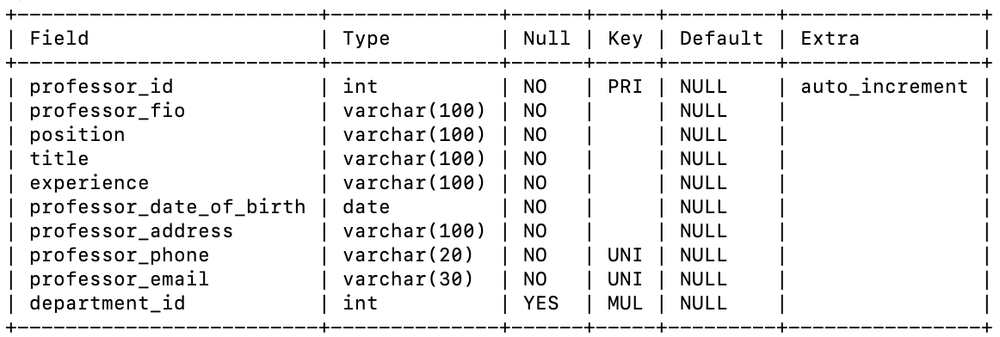 +-------------------------+--------------+------+-----+---------+----------------+
| Field                   | Type         | Null | Key | Default | Extra          |
+-------------------------+--------------+------+-----+---------+----------------+
| professor_id            | int          | NO   | PRI | NULL    | auto_increment |
| professor_fio           | varchar(100) | NO   |     | NULL    |                |
| position                | varchar(100) | NO   |     | NULL    |                |
| title                   | varchar(100) | NO   |     | NULL    |                |
| experience              | varchar(100) | NO   |     | NULL    |                |
| professor_date_of_birth | date         | NO   |     | NULL    |                |
| professor_address       | varchar(100) | NO   |     | NULL    |                |
| professor_phone         | varchar(20)  | NO   | UNI | NULL    |                |
| professor_email         | varchar(30)  | NO   | UNI | NULL    |                |
| department_id           | int          | YES  | MUL | NULL    |                |
+-------------------------+--------------+------+-----+---------+----------------+